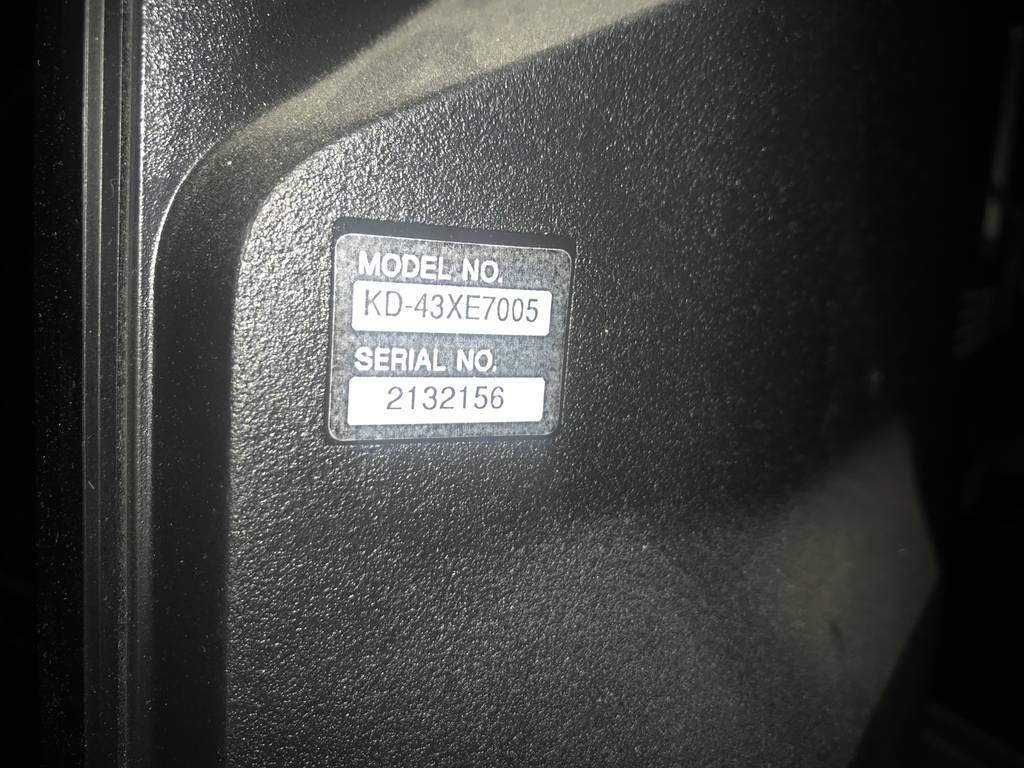 MODEL NO.
KD-43XE7005
SERIAL NO.
2132156